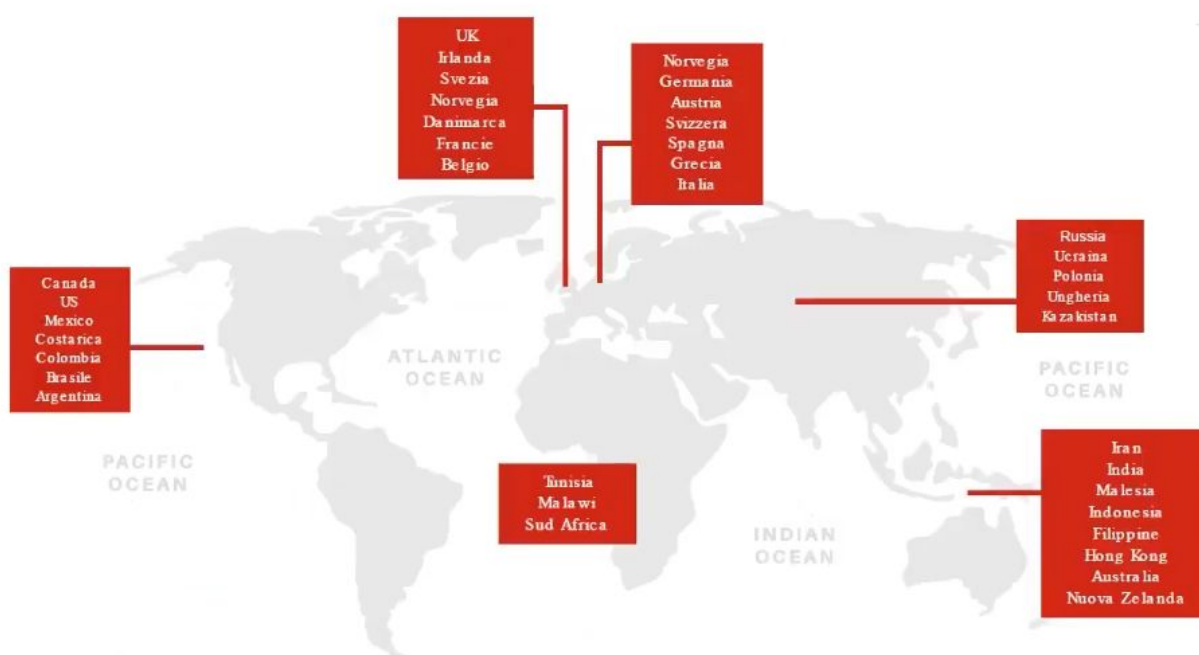 UK
Irlanda
Svezia
Norvegia
Danimarca
Francie
Belgio
Norvegia
Germania
Austria
Svizzera
Spagna
Grecia
Italia
Russia
Ucraina
Polonia
Ungheria
Kazakistan
Canada
US
Mexico
Costarica
Colombia
Brasile
Argentina
ATLANTIC
OCEAN
PACIFIC
OCEAN
PACIFIC
OCEAN
Tunisia
Malawi
Sud Africa
INDIAN
OCEAN
Iran
India
Malesia
Indonesia
Filippine
Hong Kong
Australia
Nuova Zelanda